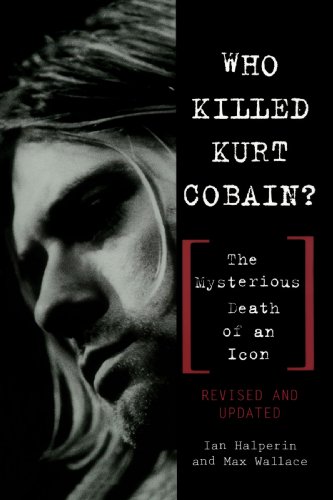 WHO
KILLED
KURT
COBAIN?
The
Mysterious
Death
of an
Icon
REVISED AND
UPDATED
Ian Halperin
and Max Wallace